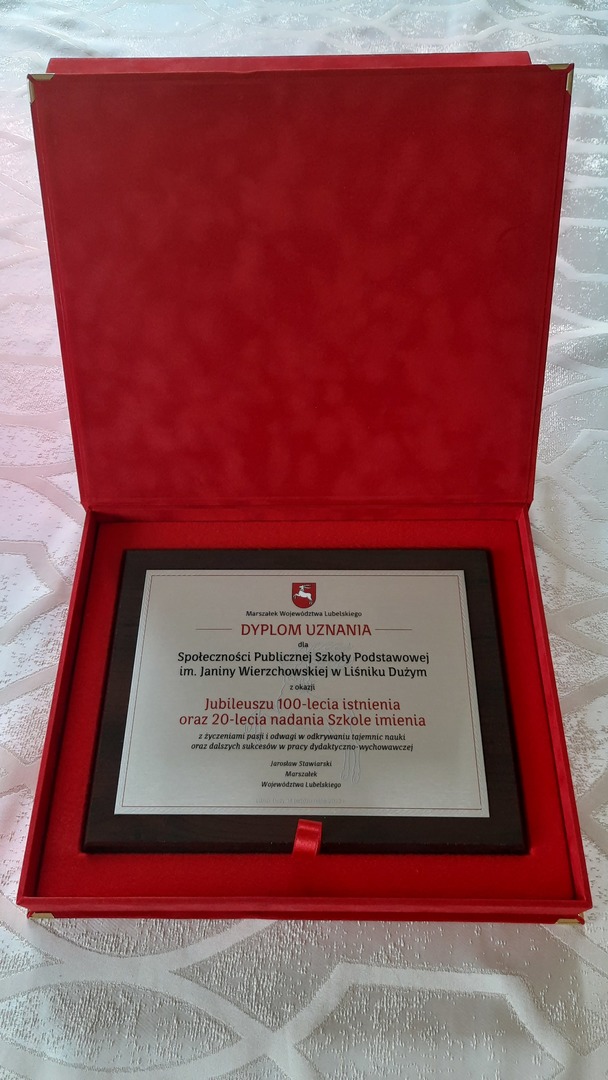 Marszałek Województwa Lubelskiego
DYPLOM UZNANIA
dla
Społeczności Publicznej Szkoły Podstawowej
im. Janiny Wierzchowskiej w Liśniku Dużym
z okazji
Jubileuszu 100-lecia istnienia
oraz 20-lecia nadania Szkole imienia
z życzeniami pasji i odwagi w odkrywaniu tajemnic nauki
oraz dalszych sukcesów w pracy dydaktyczno-wychowawczej
Jarosław Stawiarski
Marszałek
Województwa Lubelskiego